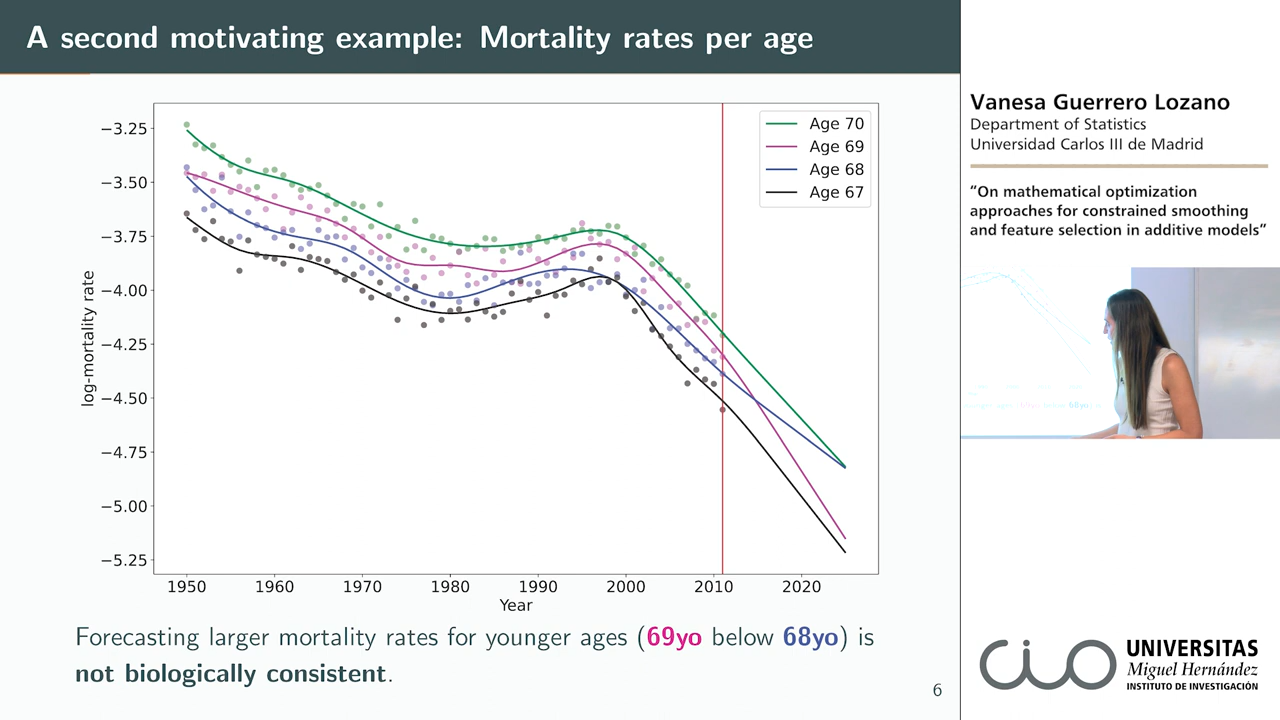 A second motivating example: Mortality rates per age
−3.25
−3.50
−3.75
−4.00
−4.25
−4.50
−4.75
−5.00
−5.25
log-mortality rate
1950 1960 1970 1980 1990 2000 2010 2020
Year
Age 70
Age 69
Age 68
Age 67
Forecasting larger mortality rates for younger ages (69yo below 68yo) is
not biologically consistent.
6
Vanesa Guerrero Lozano
Department of Statistics
Universidad Carlos III de Madrid
“On mathematical optimization
approaches for constrained smoothing
and feature selection in additive models”
cio
UNIVERSITAS
Miguel Hernández
INSTITUTO DE INVESTIGACIÓN